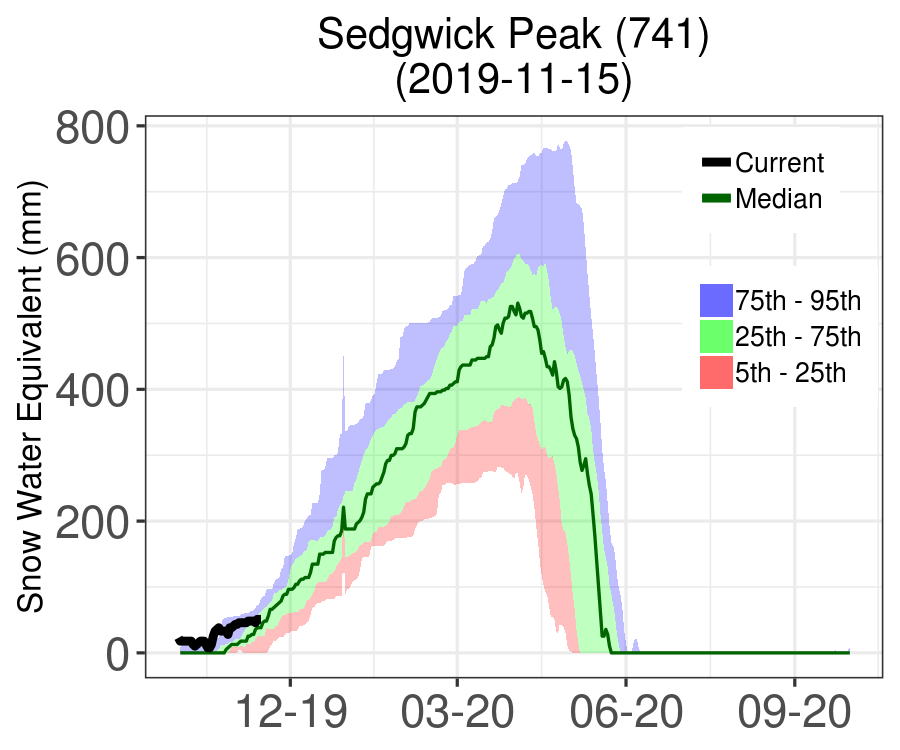 Sedgwick Peak (741)
(2019-11-15)
Snow Water Equivalent (mm)
800
600
400
200
0
Current
Median
75th - 95th
25th - 75th
5th - 25th
12-19
03-20
06-20
09-20